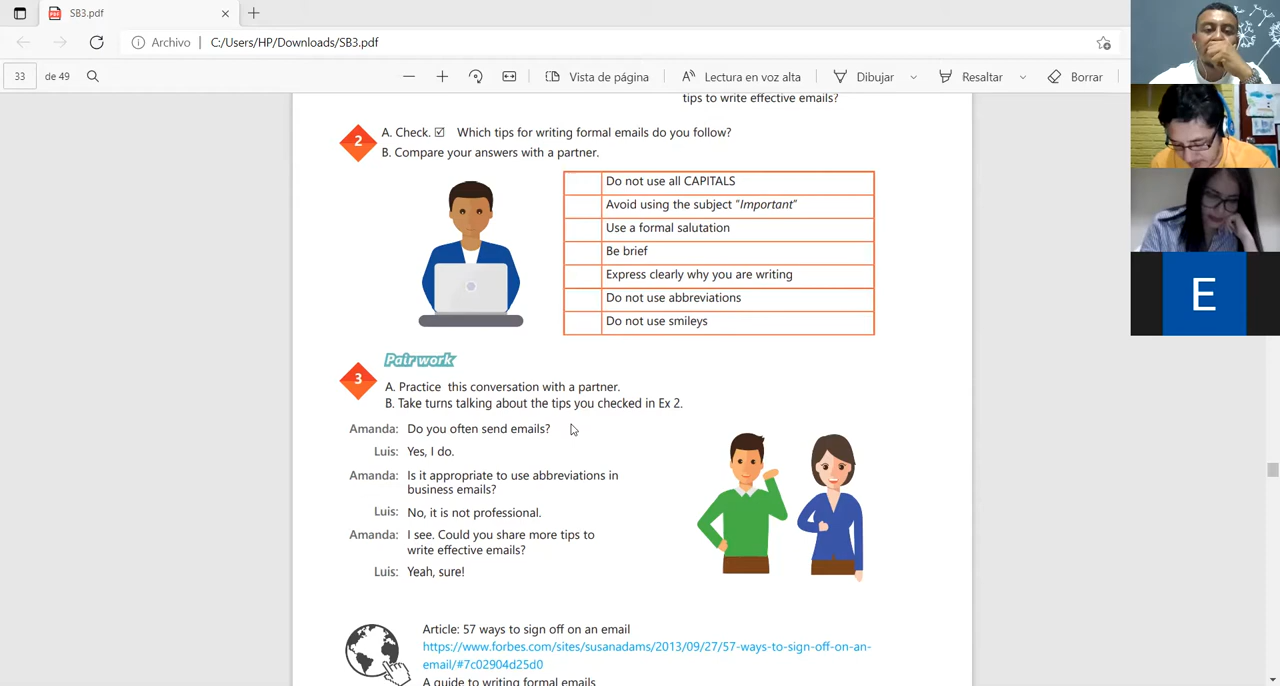 SB3.pdf
Archivo
C:/Users/HP/Downloads/SB3.pdf
33
de 49
Vista de página
Lectura en voz alta
Dibujar
Resaltar
Borrar
tips to write effective emails?
2
A. Check. ☑ Which tips for writing formal emails do you follow?
B. Compare your answers with a partner.
Do not use all CAPITALS
Avoid using the subject "Important"
Use a formal salutation
Be brief
Express clearly why you are writing
Do not use abbreviations
Do not use smileys
Pair work
3
A. Practice this conversation with a partner.
B. Take turns talking about the tips you checked in Ex 2.
Amanda: Do you often send emails?
Luis: Yes, I do.
Amanda: Is it appropriate to use abbreviations in
business emails?
Luis: No, it is not professional.
Amanda: I see. Could you share more tips to
write effective emails?
Luis: Yeah, sure!
Article: 57 ways to sign off on an email
https://www.forbes.com/sites/susanadams/2013/09/27/57-ways-to-sign-off-on-an-
email/#7c02904d25d0
A guide to writing formal emails
E